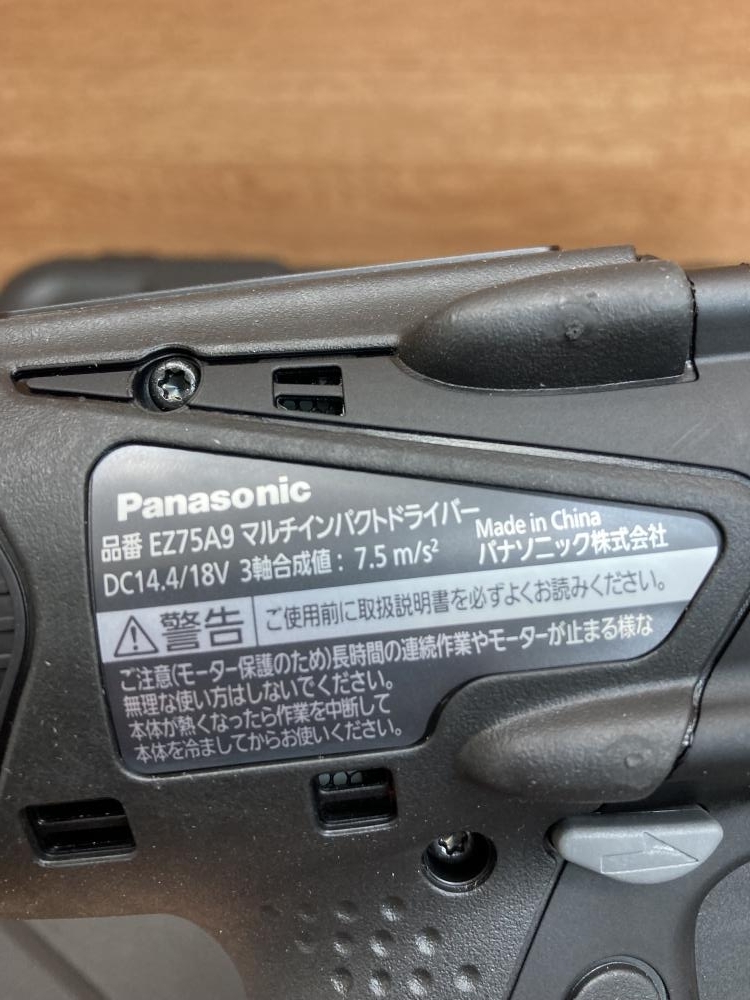 Panasonic
品番 EZ75A9 マルチインパクトドライバー Made in China
DC14.4/18V 3軸合成値: 7.5 m/s² パナソニック株式会社
警告 ご使用前に取扱説明書を必ずよくお読みください。
ご注意(モーター保護のため)長時間の連続作業やモーターが止まる様な
無理な使い方はしないでください。
本体が熱くなったら作業を中断して
本体を冷ましてからお使いください。